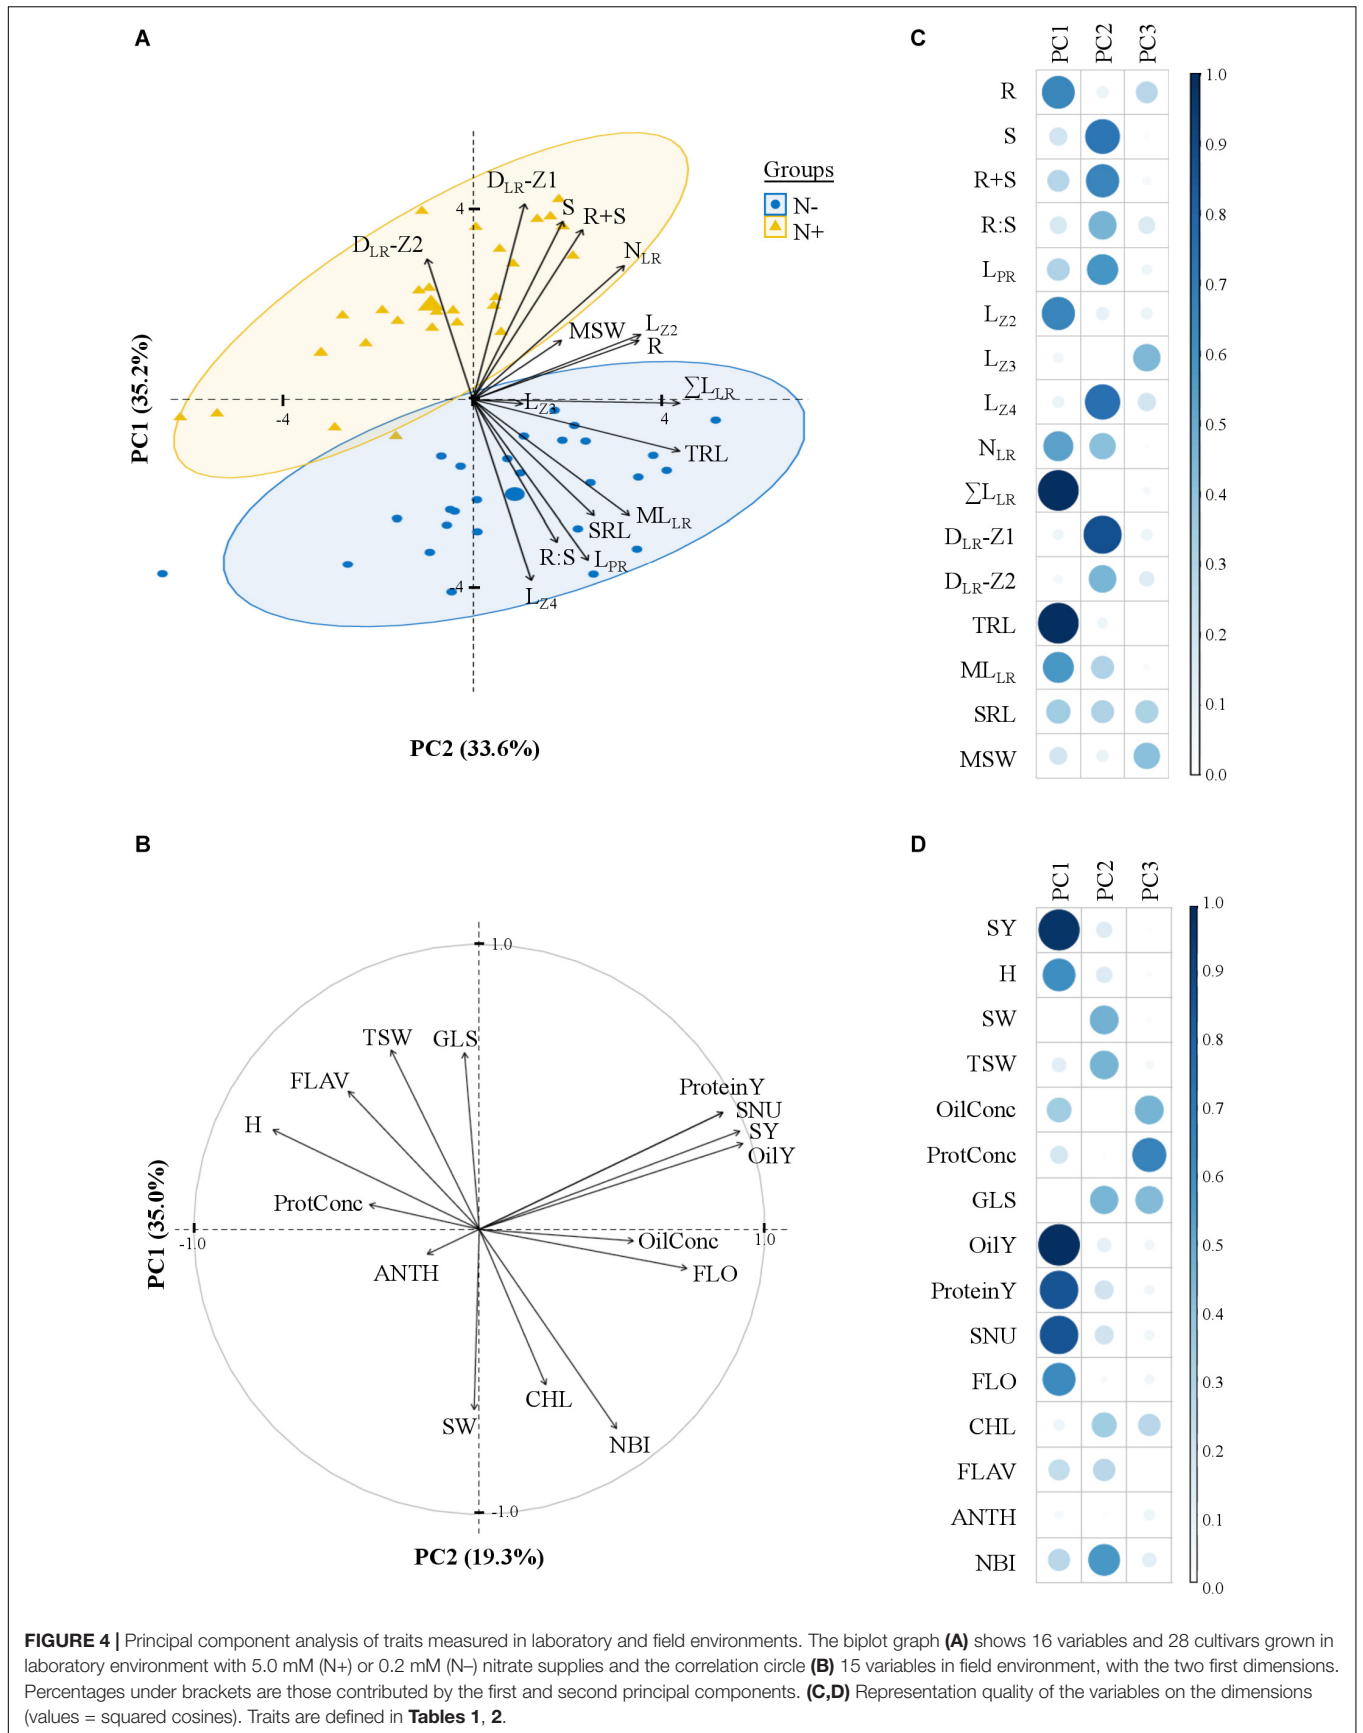 A
C
PC1 PC2 PC3
R
S
R+S
R:S
LPR
LZ2
LZ3
LZ4
NLR
∑LLR
DLR-Z1
DLR-Z2
TRL
MLLR
SRL
MSW
1.0
0.9
0.8
0.7
0.6
0.5
0.4
0.3
0.2
0.1
0.0
Groups
N-
N+
DLR-Z1
4
S
R+S
DLR-Z2
NLR
MSW
LZ2
R
∑LLR
-4
LZ3
4
TRL
MLLR
SRL
R:S
LPR
-4
LZ4
PC1 (35.2%)
PC2 (33.6%)
B
D
PC1 PC2 PC3
SY
H
SW
TSW
OilConc
ProtConc
GLS
OilY
ProteinY
SNU
FLO
CHL
FLAV
ANTH
NBI
1.0
0.9
0.8
0.7
0.6
0.5
0.4
0.3
0.2
0.1
0.0
1.0
TSW
GLS
FLAV
ProteinY
SNU
H
SY
OilY
ProtConc
-1.0
1.0
OilConc
ANTH
FLO
CHL
SW
NBI
-1.0
PC1 (35.0%)
PC2 (19.3%)
FIGURE 4 | Principal component analysis of traits measured in laboratory and field environments. The biplot graph (A) shows 16 variables and 28 cultivars grown in
laboratory environment with 5.0 mM (N+) or 0.2 mM (N–) nitrate supplies and the correlation circle (B) 15 variables in field environment, with the two first dimensions.
Percentages under brackets are those contributed by the first and second principal components. (C,D) Representation quality of the variables on the dimensions
(values = squared cosines). Traits are defined in Tables 1, 2.